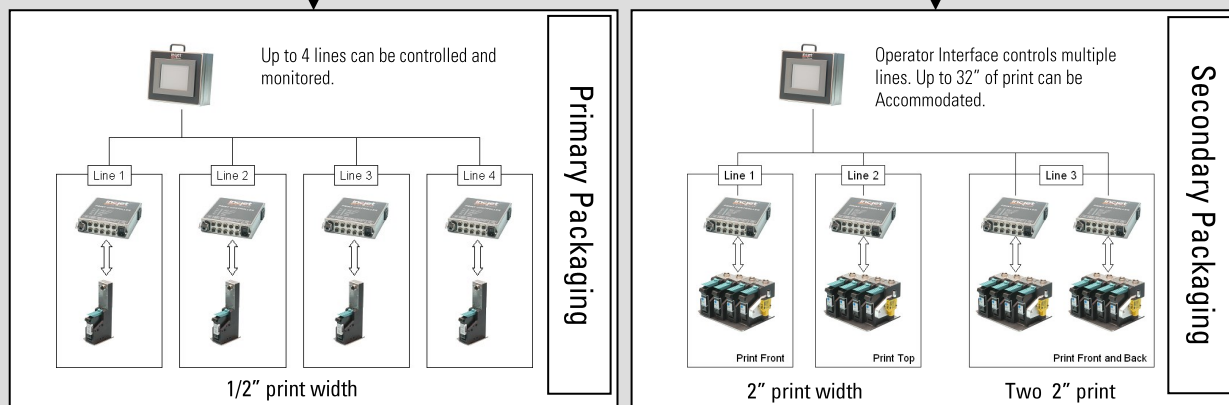 Up to 4 lines can be controlled and
monitored.
Line 1
Line 2
Line 3
Line 4
1/2” print width
Primary Packaging
Operator Interface controls multiple
lines. Up to 32” of print can be
Accommodated.
Line 1
Line 2
Line 3
Print Front
Print Top
Print Front and Back
2” print width
Two 2” print
Secondary Packaging